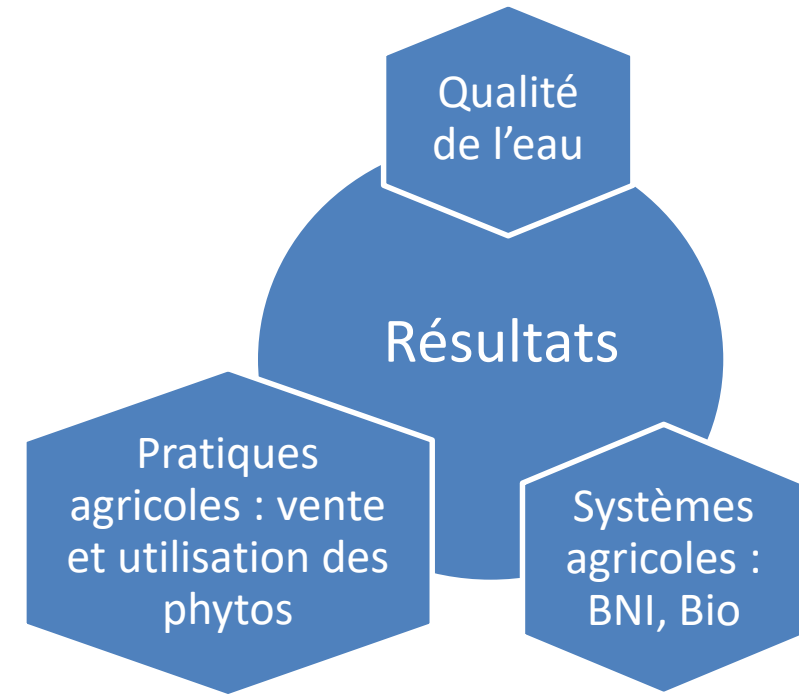 Qualité
de l’eau
Résultats
Pratiques
agricoles : vente
et utilisation des
phytos
Systèmes
agricoles :
BNI, Bio